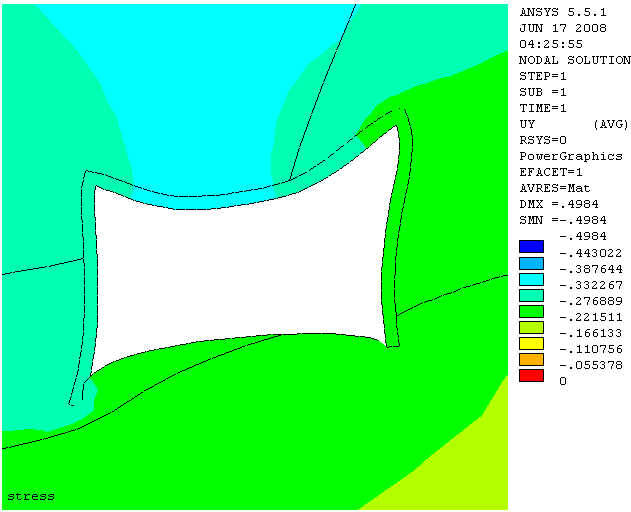 ANSYS 5.5.1
JUN 17 2008
04:25:55
NODAL SOLUTION
STEP=1
SUB =1
TIME=1
UY (AVG)
RSYS=0
PowerGraphics
EFACET=1
AVRES=Mat
DMX =.4984
SMN =-.4984
-.4984
-.443022
-.387644
-.332267
-.276889
-.221511
-.166133
-.110756
-.055378
0
stress